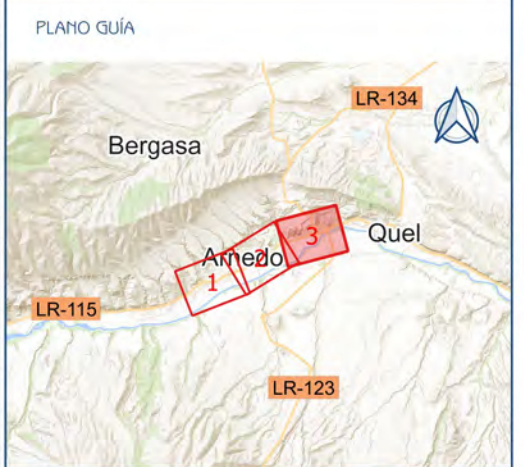 PLANO GUÍA
LR-134
Bergasa
3
Quel
Arnedo
2
1
LR-115
LR-123